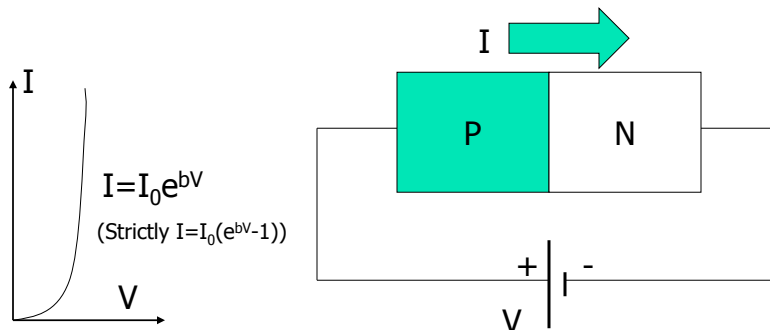 I
I=I₀eᵇⱽ
(Strictly I=I₀(eᵇⱽ-1))
V
I
P N
+ -
V